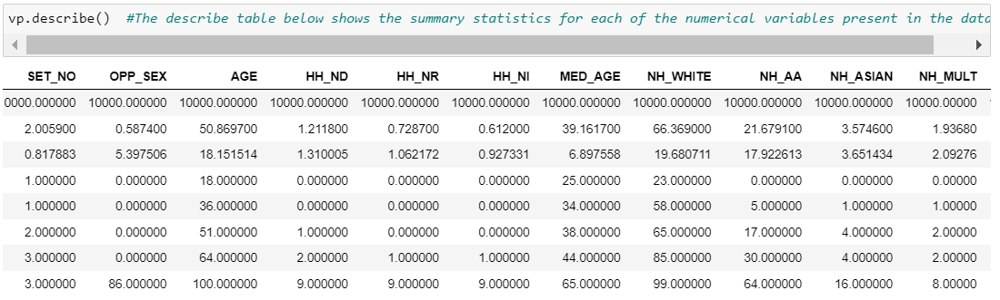 vp.describe() #The describe table below shows the summary statistics for each of the numerical variables present in the data
SET_NO OPP_SEX AGE HH_ND HH_NR HH_NI MED_AGE NH_WHITE NH_AA NH_ASIAN NH_MULT
0000.000000 10000.000000 10000.000000 10000.000000 10000.000000 10000.000000 10000.000000 10000.000000 10000.000000 10000.000000 10000.00000
2.005900 0.587400 50.869700 1.211800 0.728700 0.612000 39.161700 66.369000 21.679100 3.574600 1.93680
0.817883 5.397506 18.151514 1.310005 1.062172 0.927331 6.897558 19.680711 17.922613 3.651434 2.09276
1.000000 0.000000 18.000000 0.000000 0.000000 0.000000 25.000000 23.000000 0.000000 0.000000 0.00000
1.000000 0.000000 36.000000 0.000000 0.000000 0.000000 34.000000 58.000000 5.000000 1.000000 1.00000
2.000000 0.000000 51.000000 1.000000 0.000000 0.000000 38.000000 65.000000 17.000000 4.000000 2.00000
3.000000 0.000000 64.000000 2.000000 1.000000 1.000000 44.000000 85.000000 30.000000 4.000000 2.00000
3.000000 86.000000 100.000000 9.000000 9.000000 9.000000 65.000000 99.000000 64.000000 16.000000 8.00000